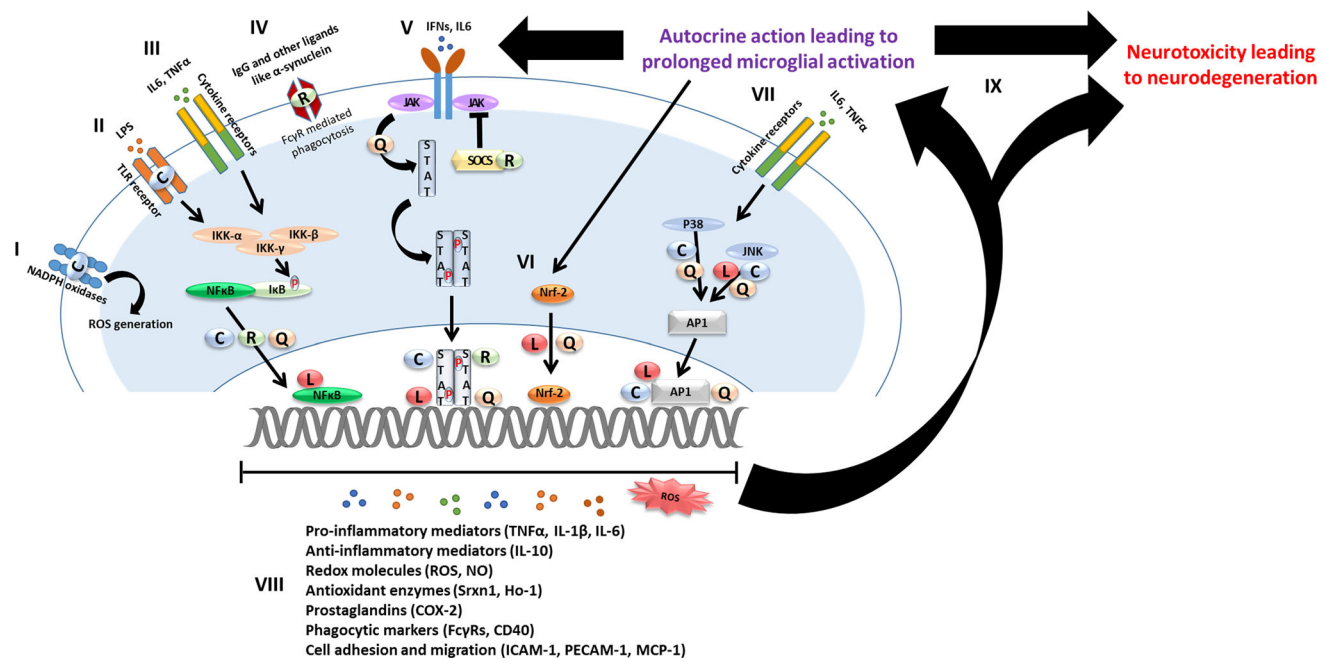 I
NADPH oxidases
C
ROS generation
II
LPS
TLR receptor
C
III
IL6, TNFα
Cytokine receptors
IV
IgG and other ligands
like α-synuclein
R
FcγR mediated
phagocytosis
V
IFNs, IL6
JAK
JAK
Q
STAT
SOCS
R
Autocrine action leading to
prolonged microglial activation
Neurotoxicity leading
to neurodegeneration
IX
VII
IL6, TNFα
Cytokine receptors
IKK-α
IKK-β
IKK-γ
P
NFκB
IκB
C
R
Q
L
NFκB
STAT
P
P
STAT
C
STAT
P
P
STAT
R
L
Q
VI
Nrf-2
L
Q
Nrf-2
P38
JNK
C
Q
L
C
Q
AP1
L
C
AP1
Q
ROS
VIII
Pro-inflammatory mediators (TNFα, IL-1β, IL-6)
Anti-inflammatory mediators (IL-10)
Redox molecules (ROS, NO)
Antioxidant enzymes (Srxn1, Ho-1)
Prostaglandins (COX-2)
Phagocytic markers (FcγRs, CD40)
Cell adhesion and migration (ICAM-1, PECAM-1, MCP-1)